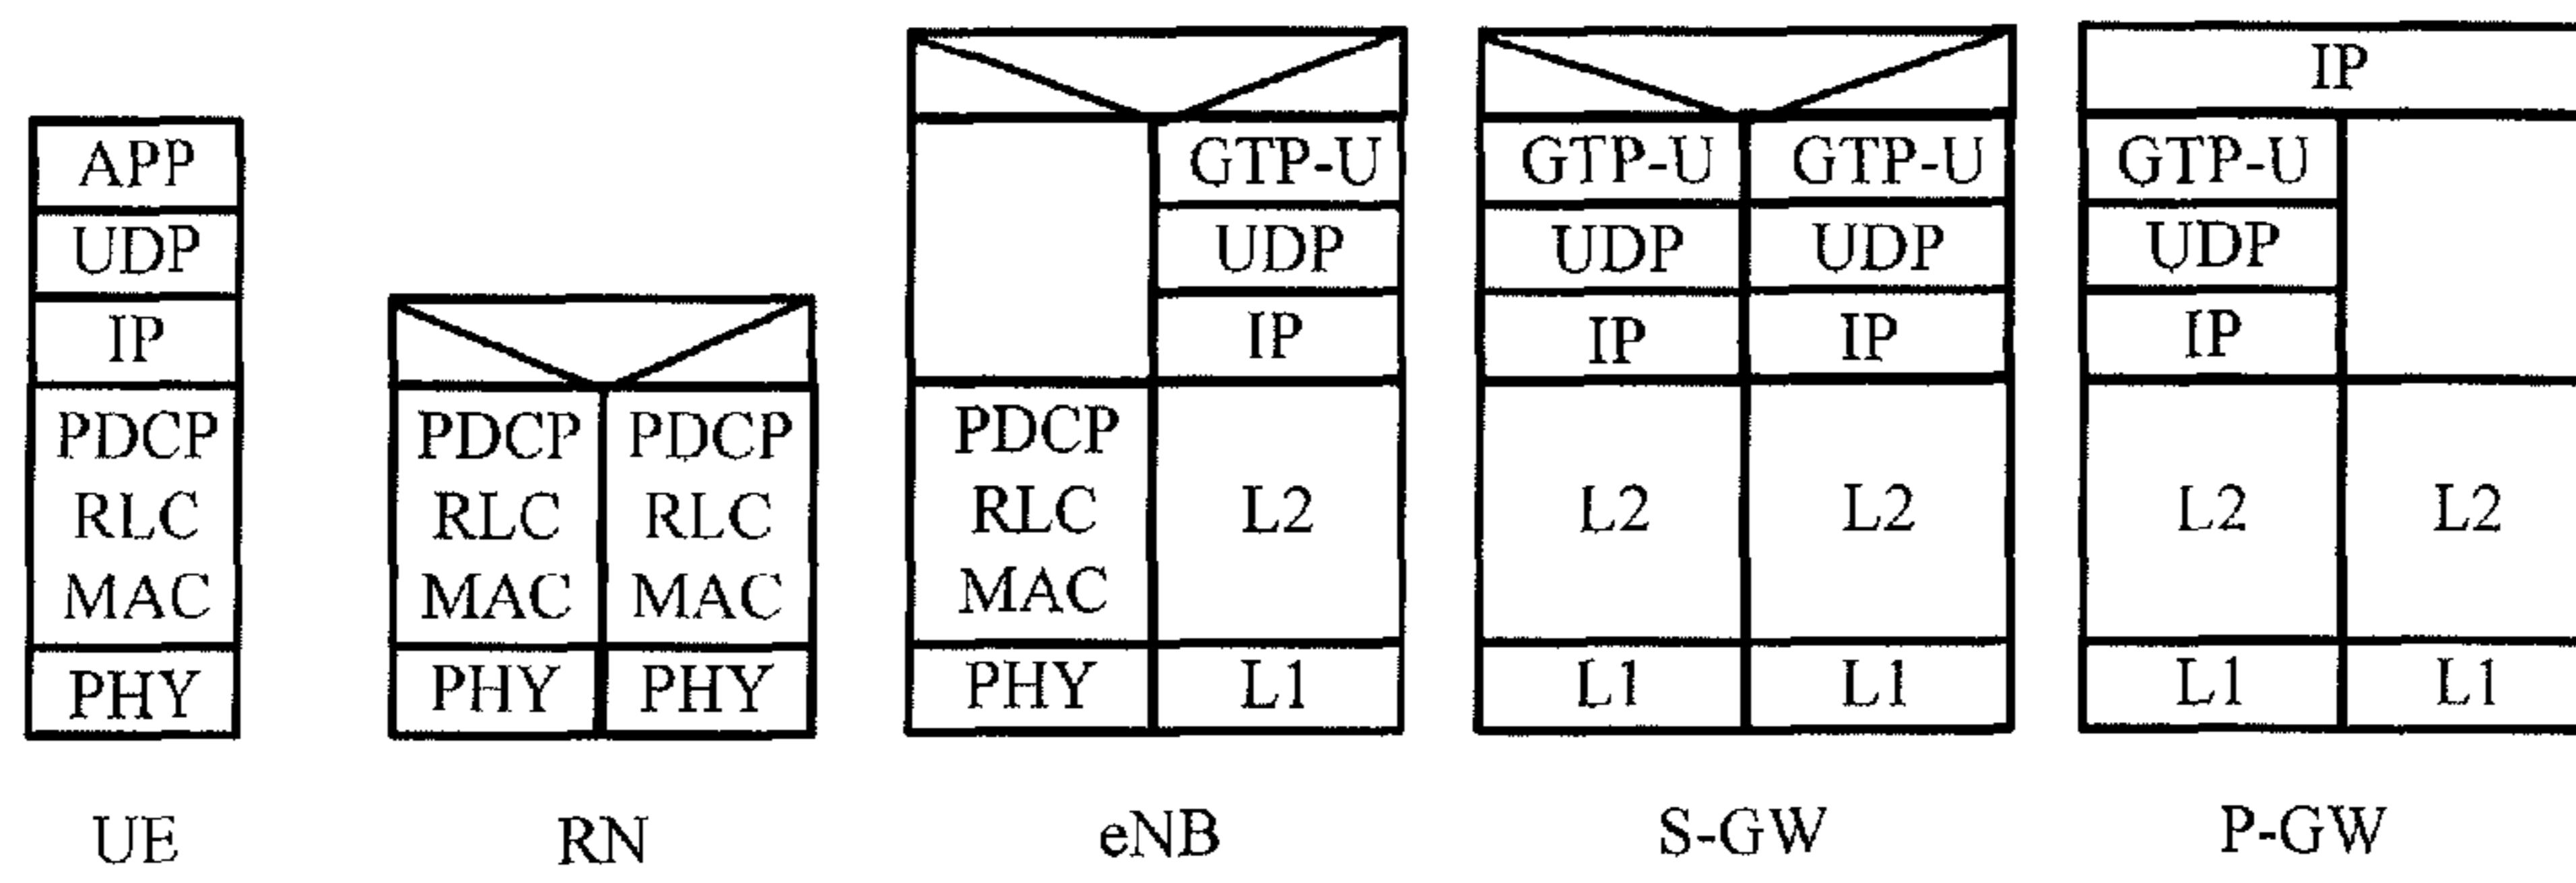 APP
UDP
IP
PDCP
RLC
MAC
PHY
UE
PDCP PDCP
RLC RLC
MAC MAC
PHY PHY
RN
GTP-U
UDP
IP
PDCP
RLC L2
MAC
PHY L1
eNB
GTP-U GTP-U
UDP UDP
IP IP
L2 L2
L1 L1
S-GW
IP
GTP-U
UDP
IP
L2 L2
L1 L1
P-GW